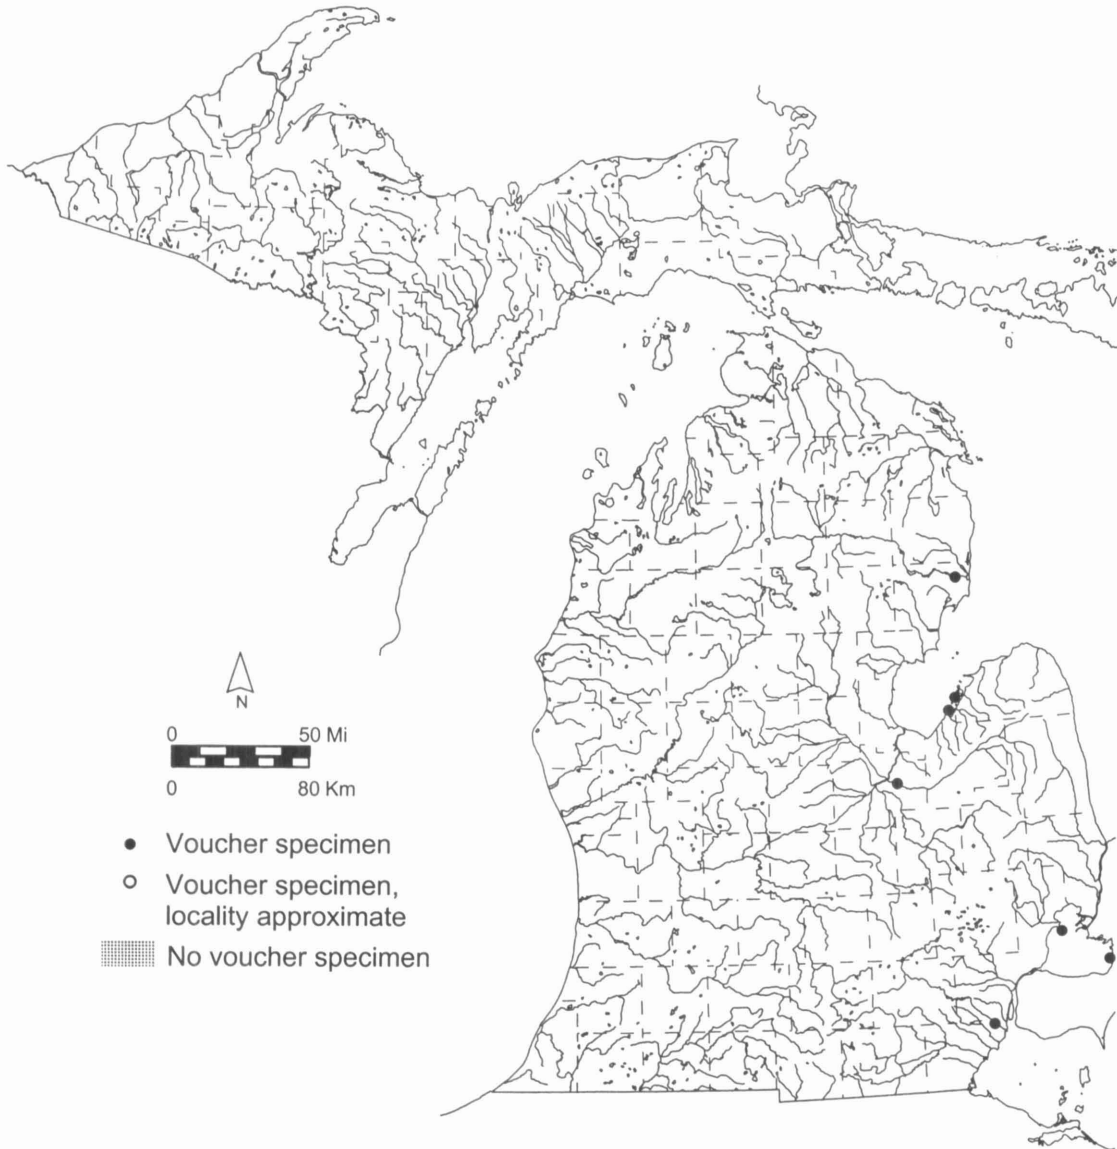 N
0 50 Mi
0 80 Km
Voucher specimen
Voucher specimen,
locality approximate
No voucher specimen